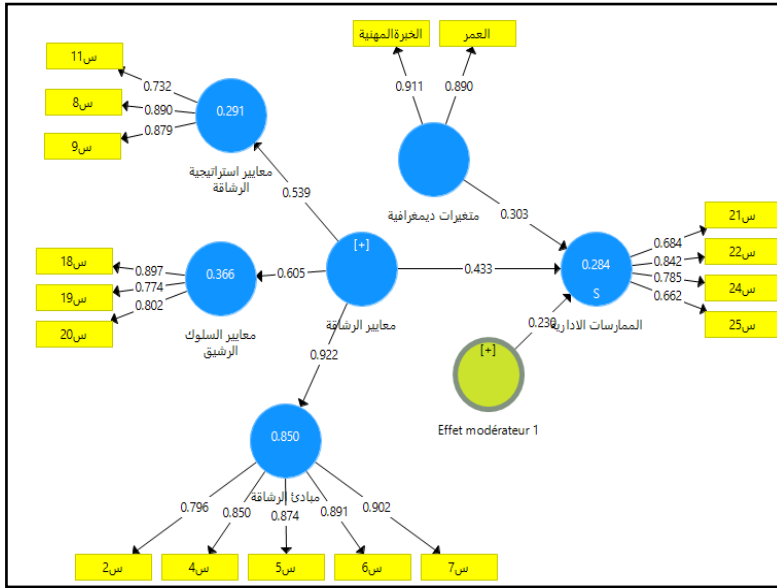 الخبرةالمهنية
العمر
س11
0.732
س8
0.890
س9
0.879
0.291
معايير استراتيجية
الرشاقة
0.539
0.911
0.890
متغيرات ديمغرافية
0.303
س18
0.897
س19
0.774
س20
0.802
0.366
معايير السلوك
الرشيق
0.605
[+]
معايير الرشاقة
0.433
0.284
S
الممارسات الادارية
س21
0.684
س22
0.842
س24
0.785
س25
0.662
0.230
[+]
Effet modérateur 1
0.922
0.850
مبادئ الرشاقة
0.796
0.850
0.874
0.891
0.902
س2
س4
س5
س6
س7